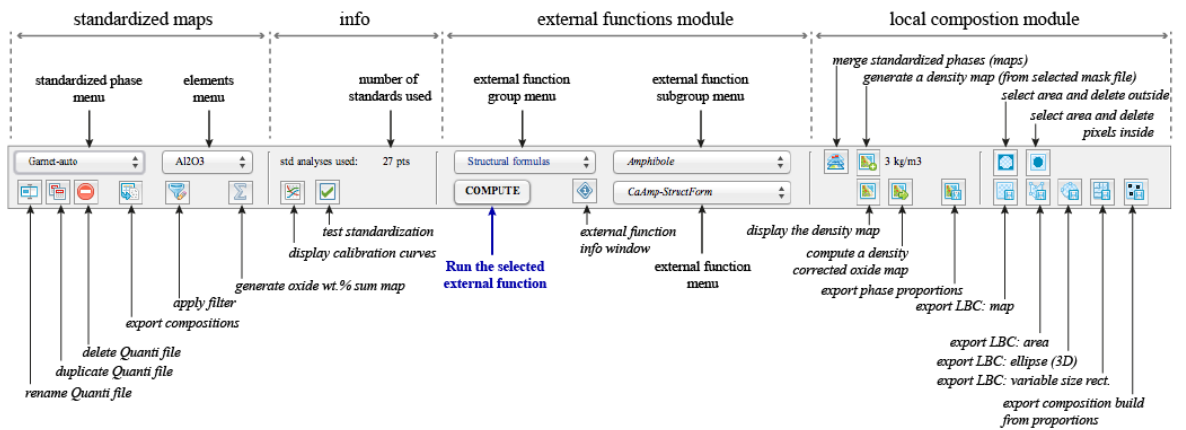 standardized maps
info
external functions module
local compostion module
standardized phase
menu
elements
menu
number of
standards used
external function
group menu
external function
subgroup menu
merge standardized phases (maps)
generate a density map (from selected mask file)
select area and delete outside
select area and delete
pixels inside
Garnet-auto
Al2O3
std analyses used:
27 pts
Structural formulas
Amphibole
3 kg/m3
COMPUTE
CaAmp-StructForm
test standardization
display calibration curves
external function
info window
display the density map
Run the selected
external function
external function
menu
compute a density
corrected oxide map
generate oxide wt.% sum map
export phase proportions
apply filter
export LBC: map
export compositions
export LBC: area
delete Quanti file
export LBC: ellipse (3D)
duplicate Quanti file
export LBC: variable size rect.
rename Quanti file
export composition build
from proportions